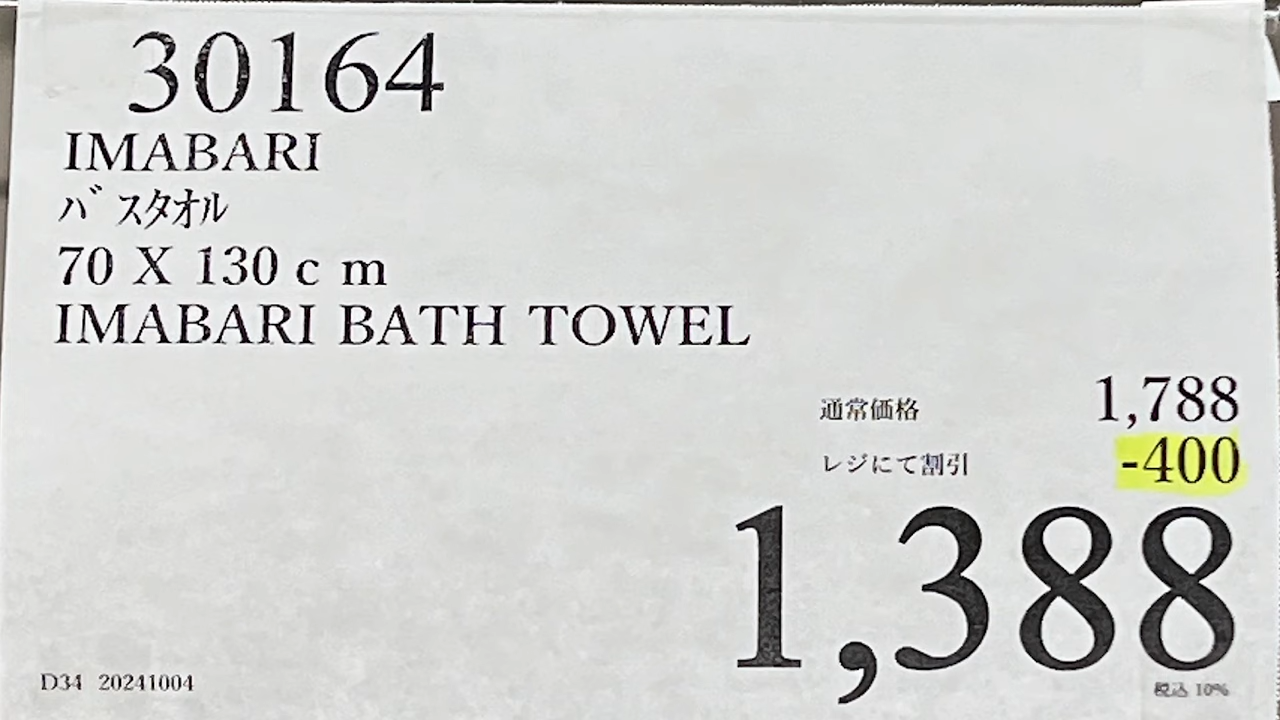 30164
IMABARI
バスタオル
70 X 130 c m
IMABARI BATH TOWEL
通常価格 1,788
レジにて割引 -400
1,388
税込 10%
D34 20241004